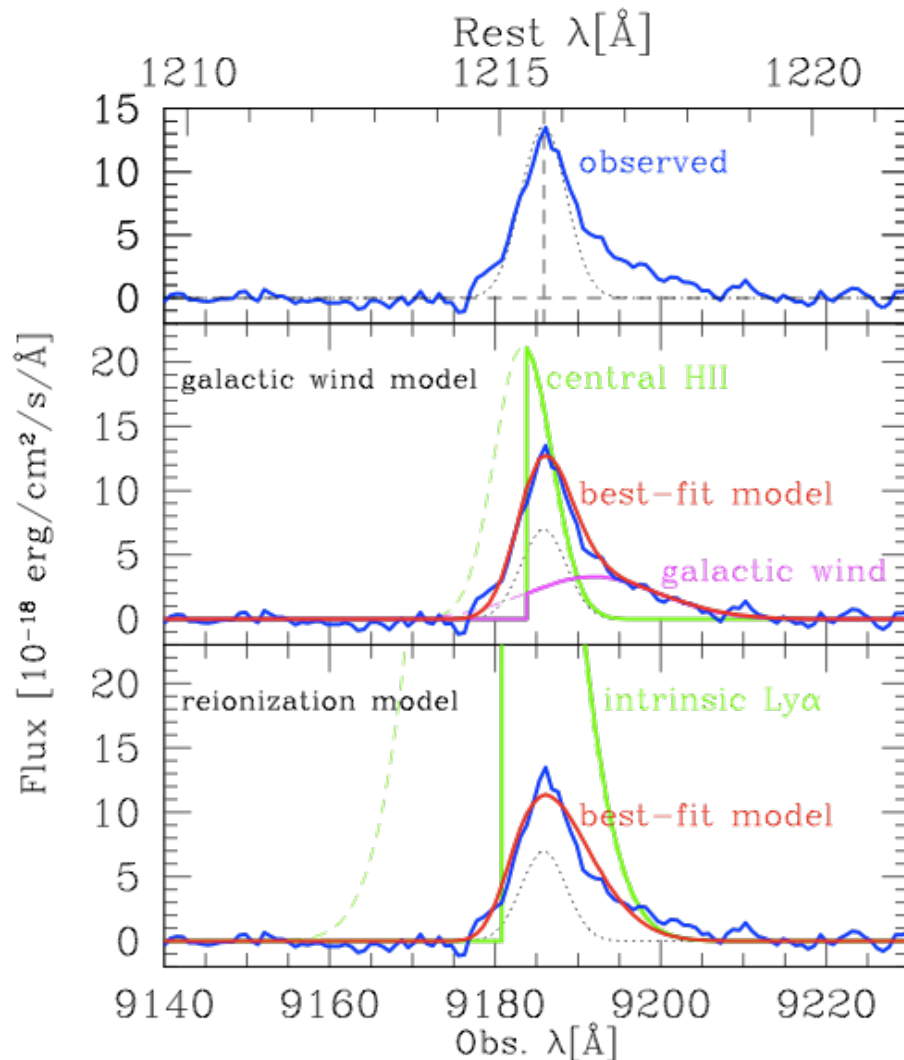 Rest λ[Å]
1210 1215 1220
15
observed
10
5
0
Flux [10⁻¹⁸ erg/cm²/s/Å]
20
galactic wind model central HII
15
best-fit model
10
5
galactic wind
0
20
reionization model intrinsic Lyα
15
10
best-fit model
5
0
9140 9160 9180 9200 9220
Obs. λ[Å]